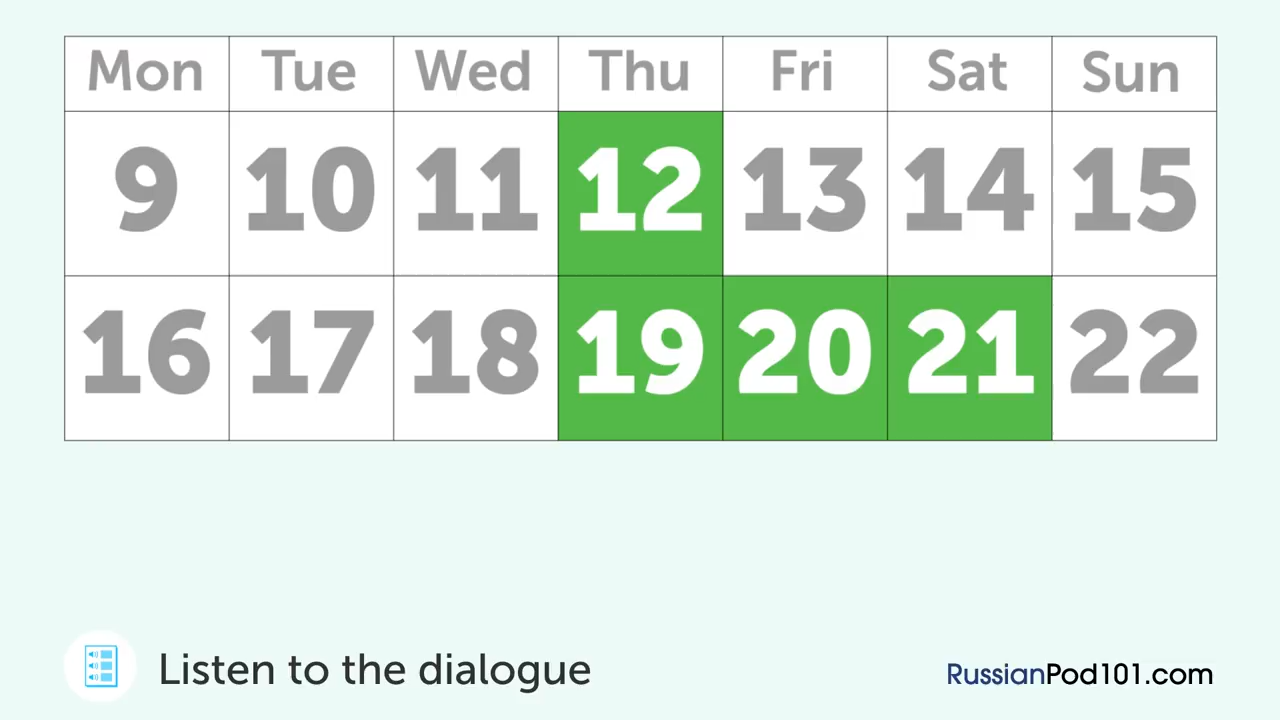 Mon Tue Wed Thu Fri Sat Sun
9 10 11 12 13 14 15
16 17 18 19 20 21 22
Listen to the dialogue
RussianPod101.com